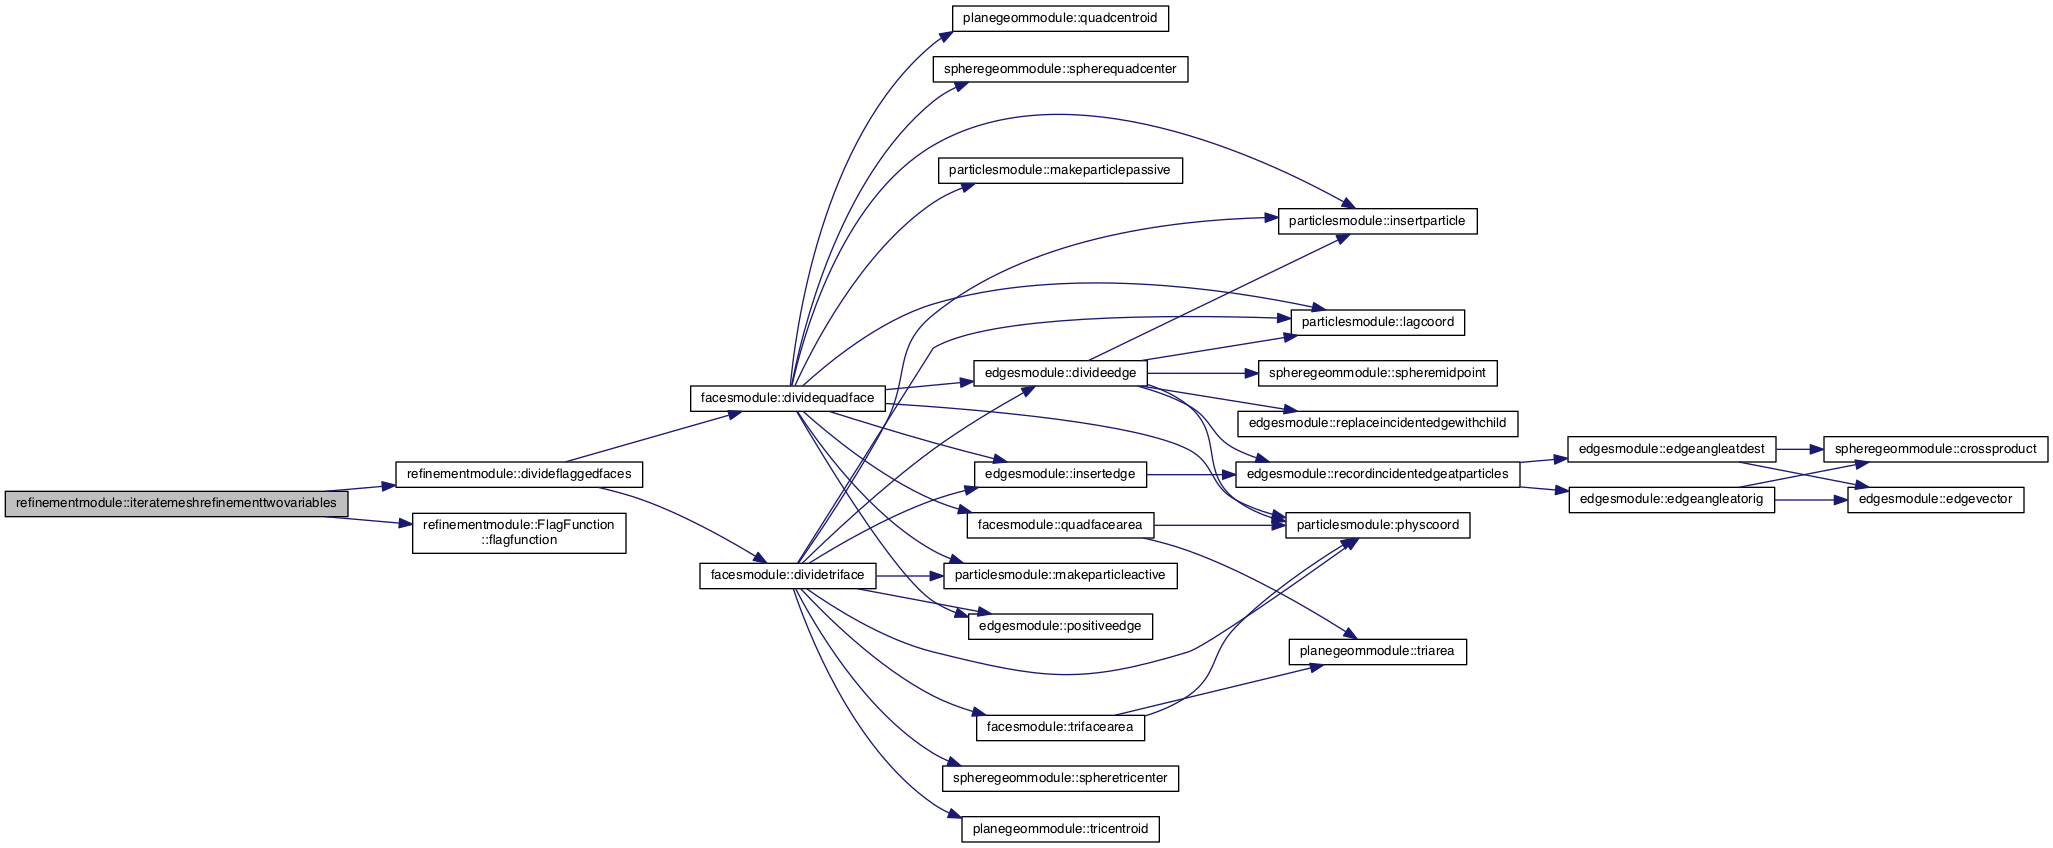 planegeommodule::quadcentroid
spheregeommodule::spherequadcenter
particlesmodule::makeparticlepassive
particlesmodule::insertparticle
particlesmodule::lagcoord
edgesmodule::divideedge
spheregeommodule::spheremidpoint
facesmodule::dividequadface
edgesmodule::replaceincidentedgewithchild
edgesmodule::edgeangleatdest
spheregeommodule::crossproduct
refinementmodule::divideflaggedfaces
edgesmodule::insertedge
edgesmodule::recordincidentedgeatparticles
refinementmodule::iteratemeshrefinementtwovariables
edgesmodule::edgeangleatorig
edgesmodule::edgevector
refinementmodule::FlagFunction
::flagfunction
facesmodule::quadfacearea
particlesmodule::physcoord
facesmodule::dividetriface
particlesmodule::makeparticleactive
edgesmodule::positiveedge
planegeommodule::triarea
facesmodule::trifacearea
spheregeommodule::spheretricenter
planegeommodule::tricentroid